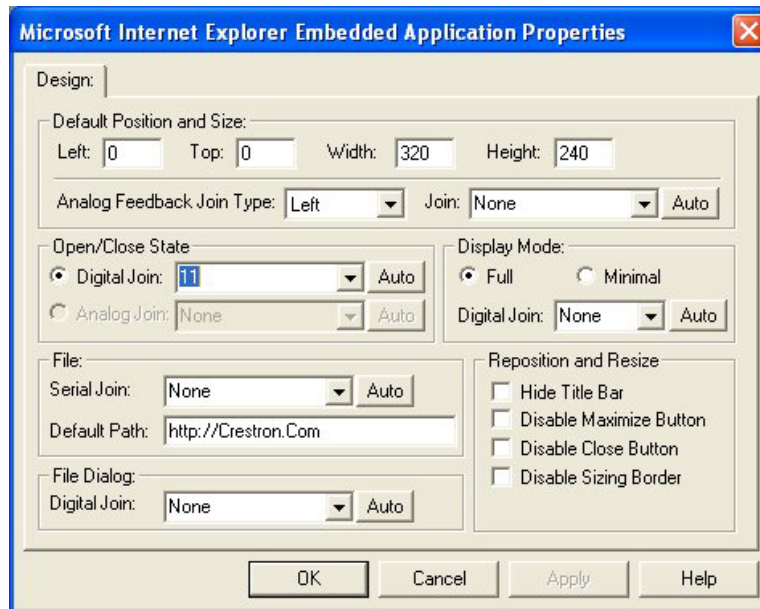 Microsoft Internet Explorer Embedded Application Properties
Design:
Default Position and Size:
Left: 0 Top: 0 Width: 320 Height: 240
Analog Feedback Join Type: Left Join: None Auto
Open/Close State
Digital Join: 11 Auto
Analog Join: None Auto
Display Mode:
Full Minimal
Digital Join: None Auto
File:
Serial Join: None Auto
Default Path: http://Crestron.Com
File Dialog:
Digital Join: None Auto
Reposition and Resize
Hide Title Bar
Disable Maximize Button
Disable Close Button
Disable Sizing Border
OK Cancel Apply Help